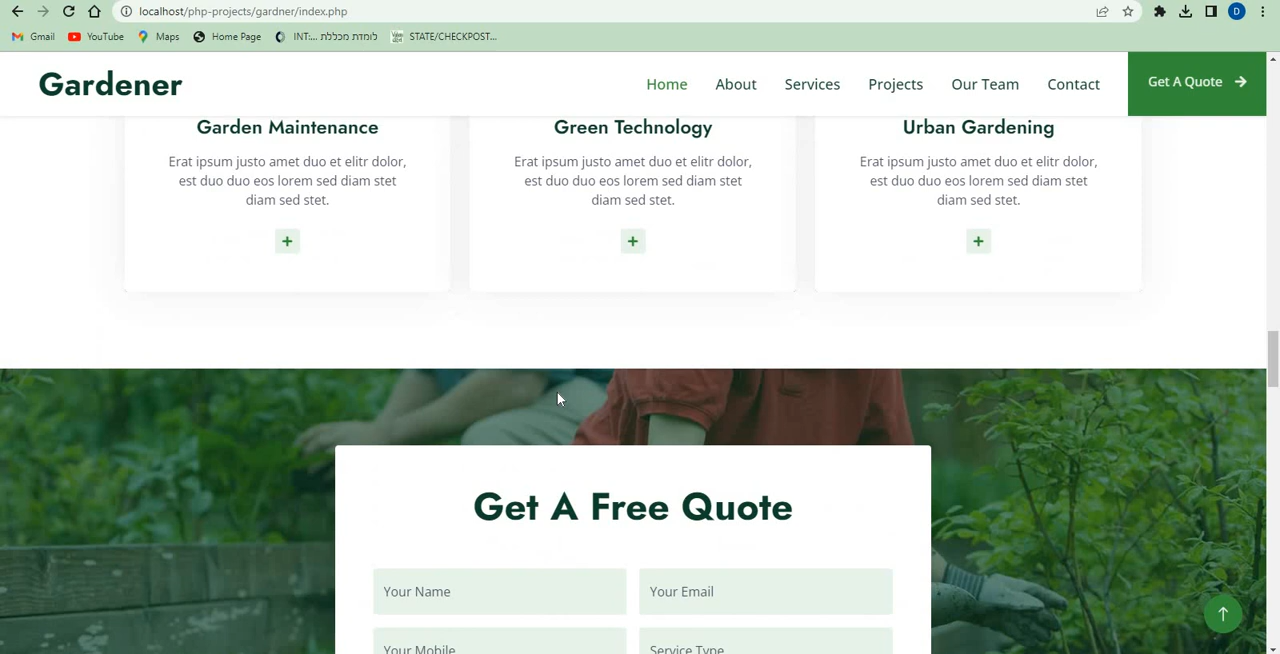 localhost/php-projects/gardner/index.php
D
Gmail YouTube Maps Home Page INT:... לומדת מכללת STATE/CHECKPOST...
Gardener Home About Services Projects Our Team Contact Get A Quote
Garden Maintenance Green Technology Urban Gardening
Erat ipsum justo amet duo et elitr dolor, Erat ipsum justo amet duo et elitr dolor, Erat ipsum justo amet duo et elitr dolor,
est duo duo eos lorem sed diam stet est duo duo eos lorem sed diam stet est duo duo eos lorem sed diam stet
diam sed stet. diam sed stet. diam sed stet.
+ + +
Get A Free Quote
Your Name Your Email
Your Mobile Service Type